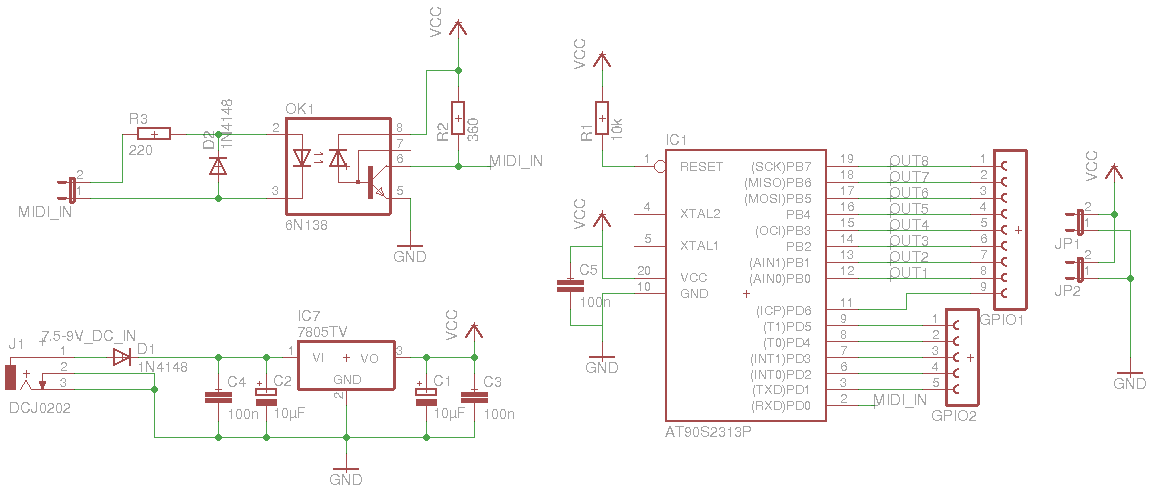 VCC
R3
220
D2
1N4148
OK1
2
3
8
7
6
5
6N138
R2
360
MIDI_IN
2
1
MIDI_IN
GND
VCC
R1
10k
VCC
C5
100n
GND
IC1
1 RESET (SCK)PB7 19 OUT8 1
(MISO)PB6 18 OUT7 2
(MOSI)PB5 17 OUT6 3
4 XTAL2 PB4 16 OUT5 4
(OCI)PB3 15 OUT4 5
5 XTAL1 PB2 14 OUT3 6
(AIN1)PB1 13 OUT2 7
20 VCC (AIN0)PB0 12 OUT1 8
10 GND 9
(ICP)PD6 11
GPIO1
(T1)PD5 9 1
(T0)PD4 8 2
(INT1)PD3 7 3
(INT0)PD2 6 4
(TXD)PD1 3 5
(RXD)PD0 2 MIDI_IN
GPIO2
AT90S2313P
VCC
2
1
JP1
2
1
JP2
GND
7.5-9V_DC_IN
J1
1
2
3
DCJ0202
D1
1N4148
C4
100n
C2
10µF
IC7
7805TV
1 VI VO 3
GND
2
C1
10µF
VCC
C3
100n
GND